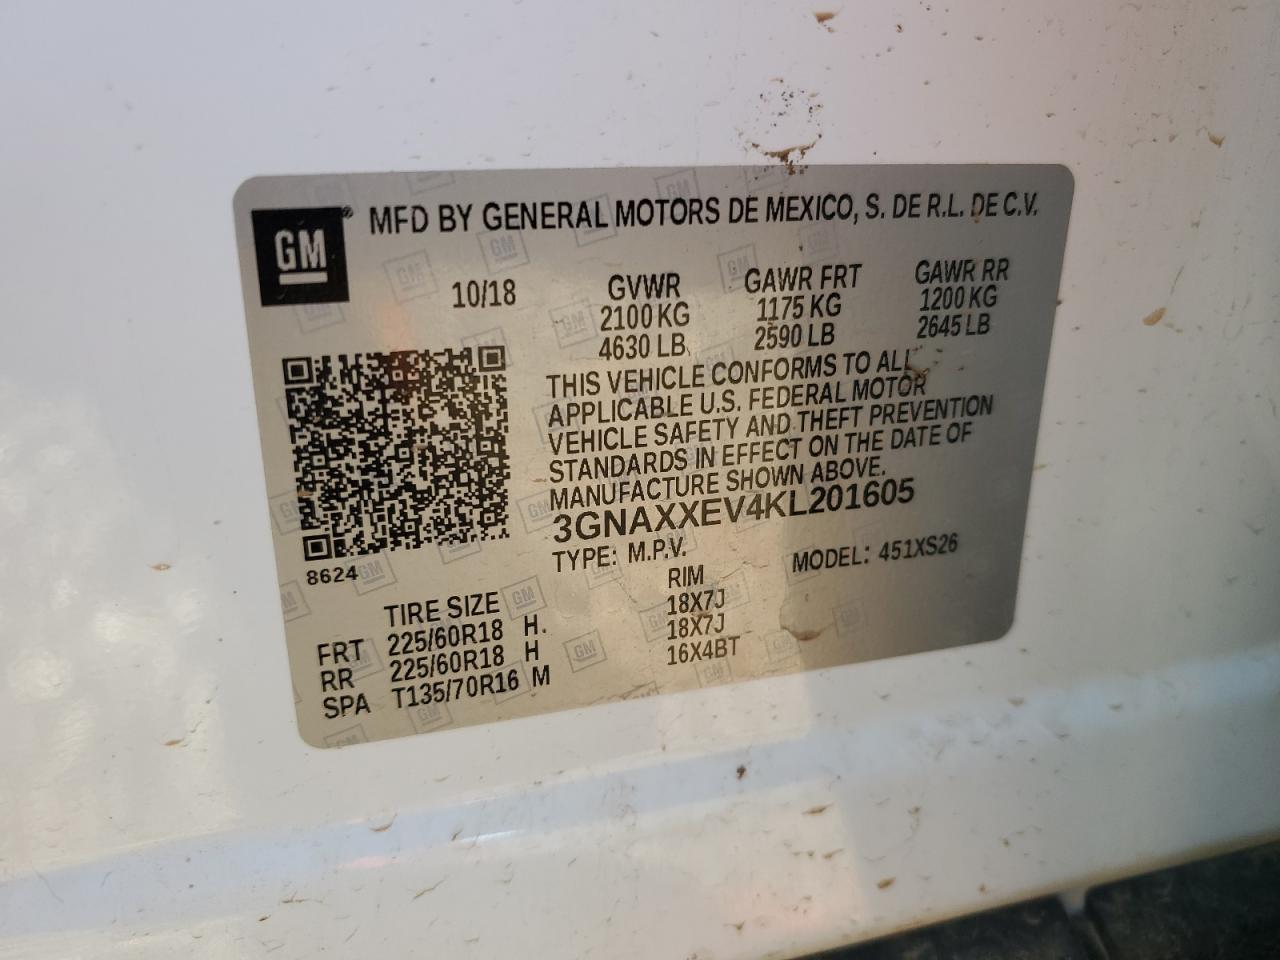 GM® MFD BY GENERAL MOTORS DE MEXICO, S. DE R.L. DE C.V.
10/18 GVWR GAWR FRT GAWR RR
2100 KG 1175 KG 1200 KG
4630 LB 2590 LB 2645 LB
THIS VEHICLE CONFORMS TO ALL
APPLICABLE U.S. FEDERAL MOTOR
VEHICLE SAFETY AND THEFT PREVENTION
STANDARDS IN EFFECT ON THE DATE OF
MANUFACTURE SHOWN ABOVE.
3GNAXXEV4KL201605
TYPE: M.P.V. MODEL: 451XS26
8624
TIRE SIZE RIM
FRT 225/60R18 H 18X7J
RR 225/60R18 H 18X7J
SPA T135/70R16 M 16X4BT